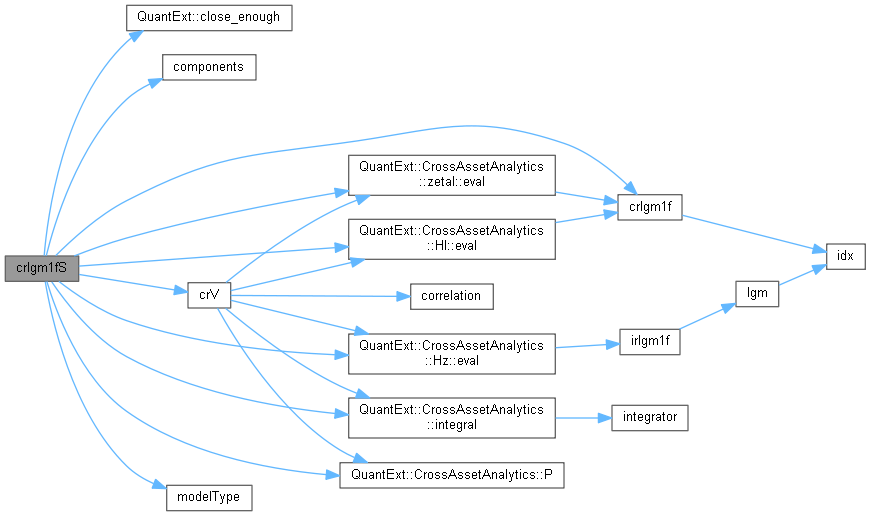 QuantExt::close_enough
components
QuantExt::CrossAssetAnalytics
::zetal::eval
crlgm1f
QuantExt::CrossAssetAnalytics
::Hl::eval
idx
crlgm1fS
crV
correlation
lgm
QuantExt::CrossAssetAnalytics
::Hz::eval
irlgm1f
QuantExt::CrossAssetAnalytics
::integral
integrator
QuantExt::CrossAssetAnalytics::P
modelType